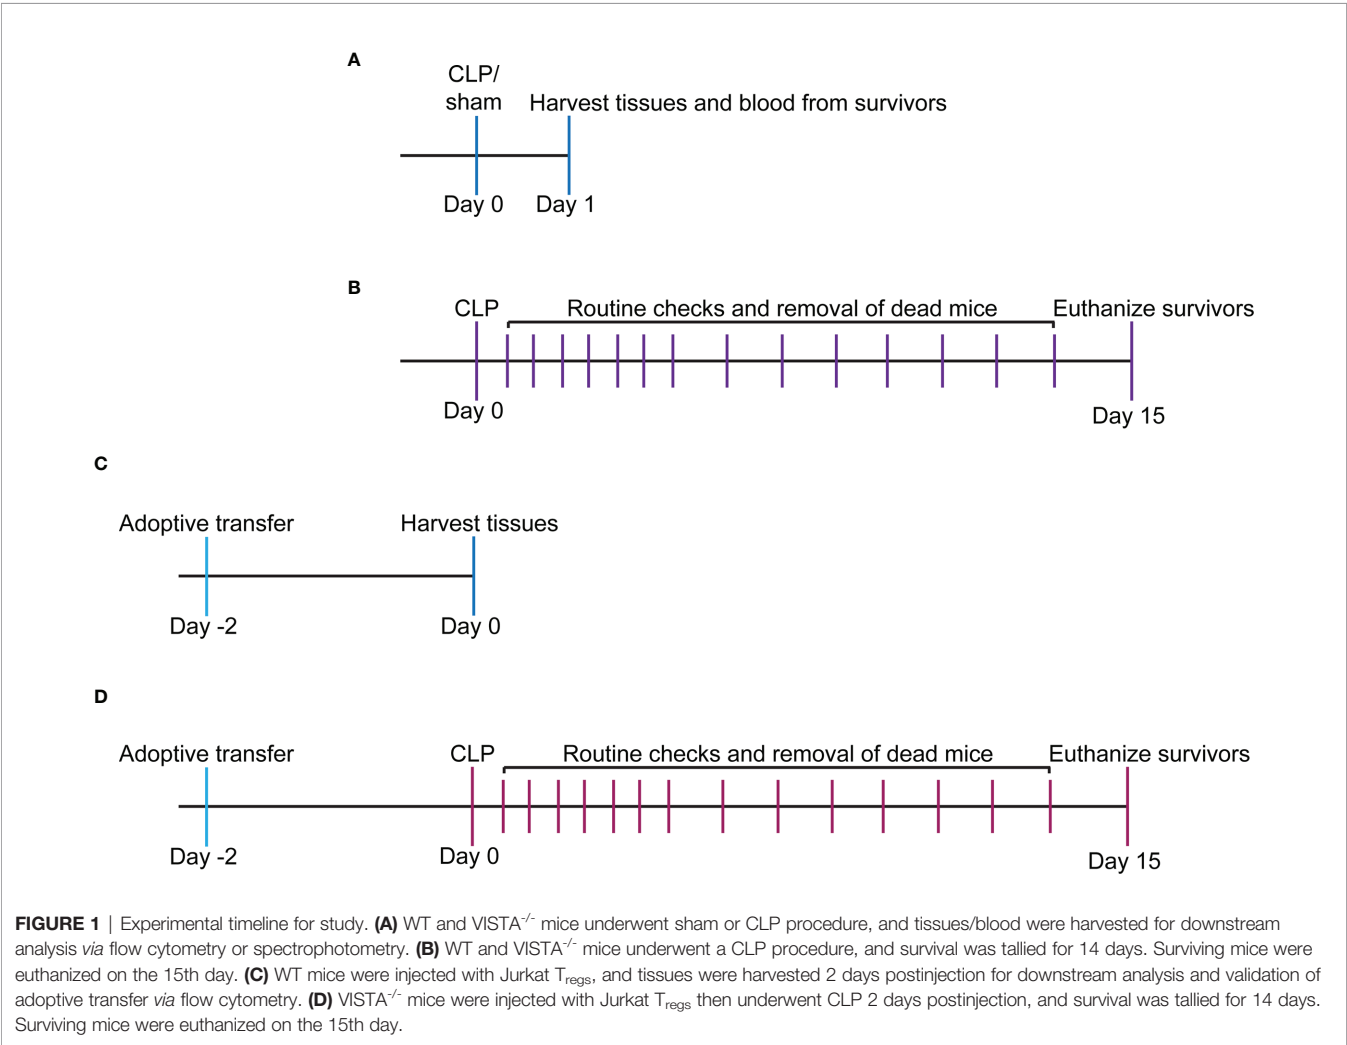 A
CLP/
sham
Harvest tissues and blood from survivors
Day 0
Day 1
B
CLP
Routine checks and removal of dead mice
Euthanize survivors
Day 0
Day 15
C
Adoptive transfer
Harvest tissues
Day -2
Day 0
D
Adoptive transfer
CLP
Routine checks and removal of dead mice
Euthanize survivors
Day -2
Day 0
Day 15
FIGURE 1 | Experimental timeline for study. (A) WT and VISTA-/- mice underwent sham or CLP procedure, and tissues/blood were harvested for downstream
analysis via flow cytometry or spectrophotometry. (B) WT and VISTA-/- mice underwent a CLP procedure, and survival was tallied for 14 days. Surviving mice were
euthanized on the 15th day. (C) WT mice were injected with Jurkat Tregs, and tissues were harvested 2 days postinjection for downstream analysis and validation of
adoptive transfer via flow cytometry. (D) VISTA-/- mice were injected with Jurkat Tregs then underwent CLP 2 days postinjection, and survival was tallied for 14 days.
Surviving mice were euthanized on the 15th day.